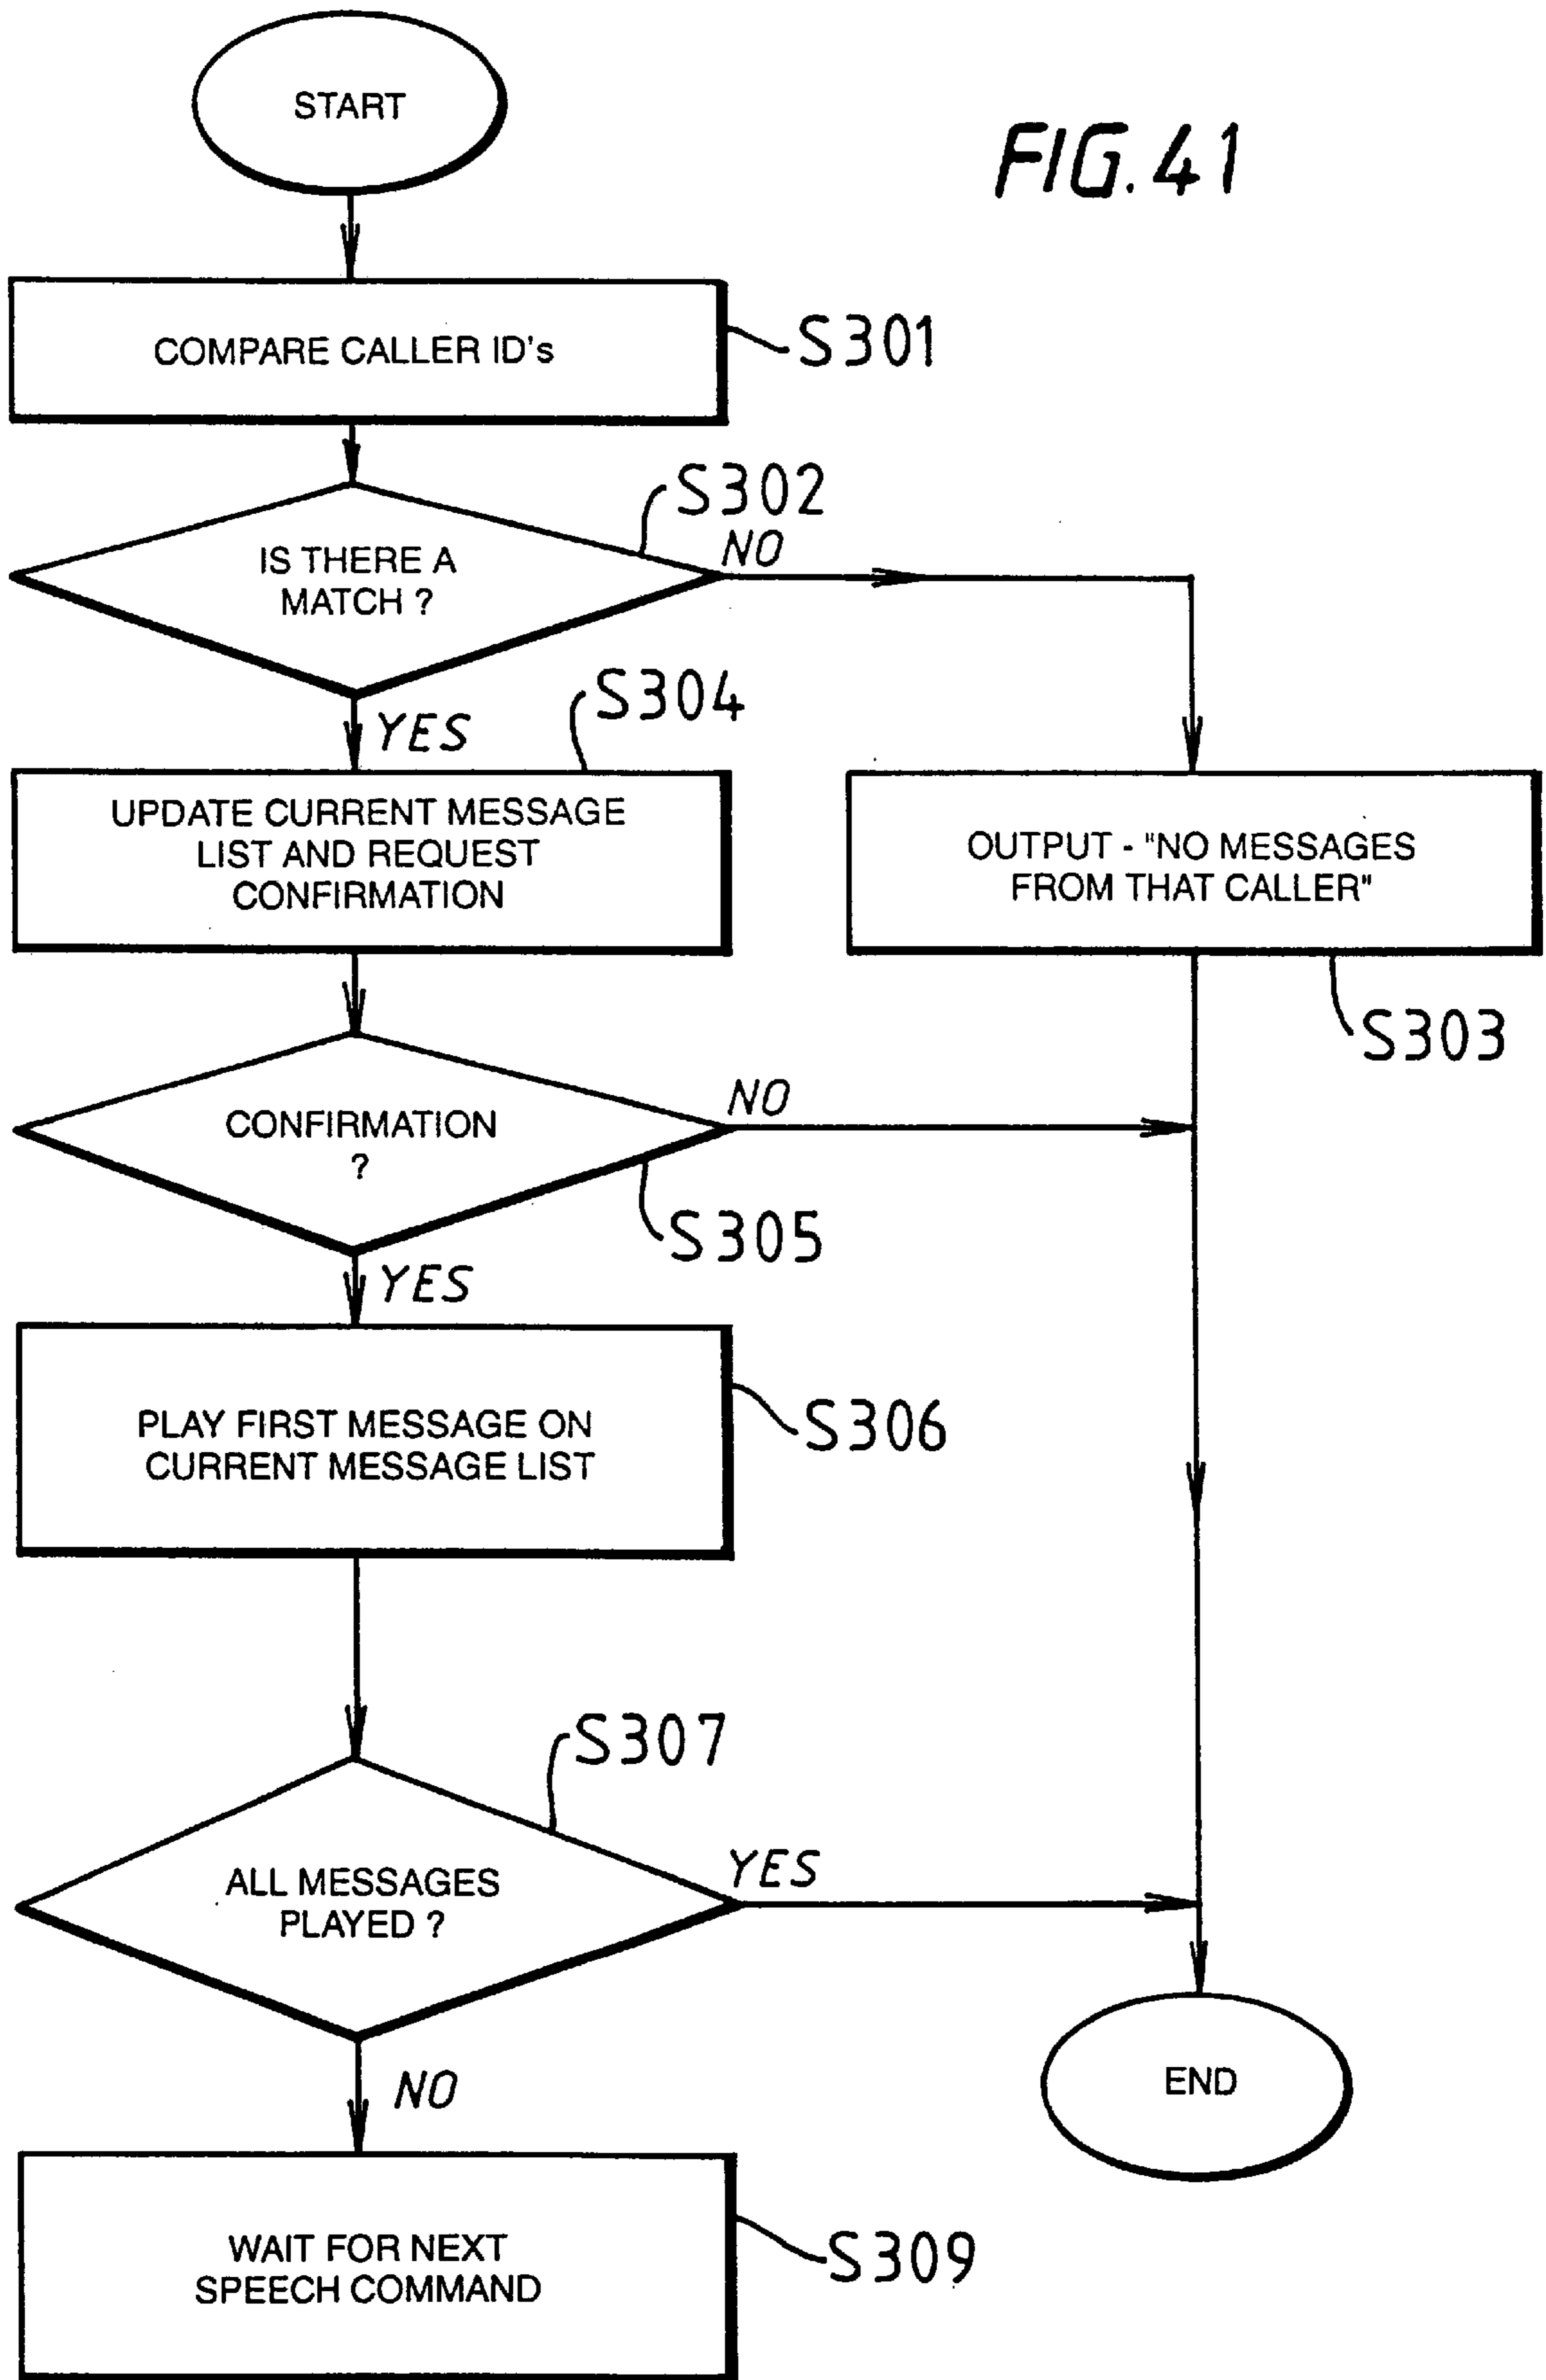 START
FIG. 41
COMPARE CALLER ID's
S301
S302
IS THERE A
MATCH ?
NO
S304
YES
UPDATE CURRENT MESSAGE
LIST AND REQUEST
CONFIRMATION
OUTPUT - "NO MESSAGES
FROM THAT CALLER"
S303
CONFIRMATION
?
NO
S305
YES
PLAY FIRST MESSAGE ON
CURRENT MESSAGE LIST
S306
S307
ALL MESSAGES
PLAYED ?
YES
NO
END
WAIT FOR NEXT
SPEECH COMMAND
S309